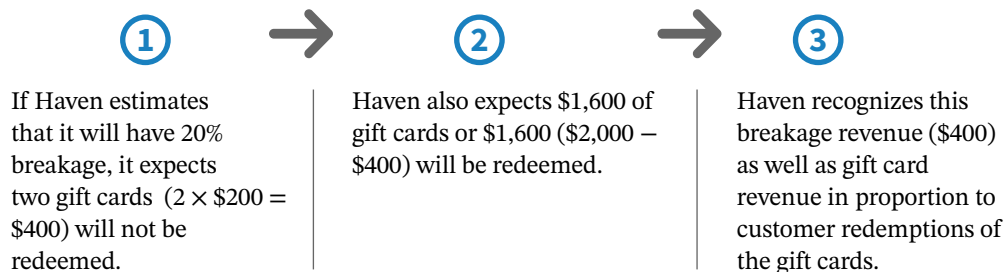 1
If Haven estimates
that it will have 20%
breakage, it expects
two gift cards (2 × $200 =
$400) will not be
redeemed.
2
Haven also expects $1,600 of
gift cards or $1,600 ($2,000 −
$400) will be redeemed.
3
Haven recognizes this
breakage revenue ($400)
as well as gift card
revenue in proportion to
customer redemptions of
the gift cards.